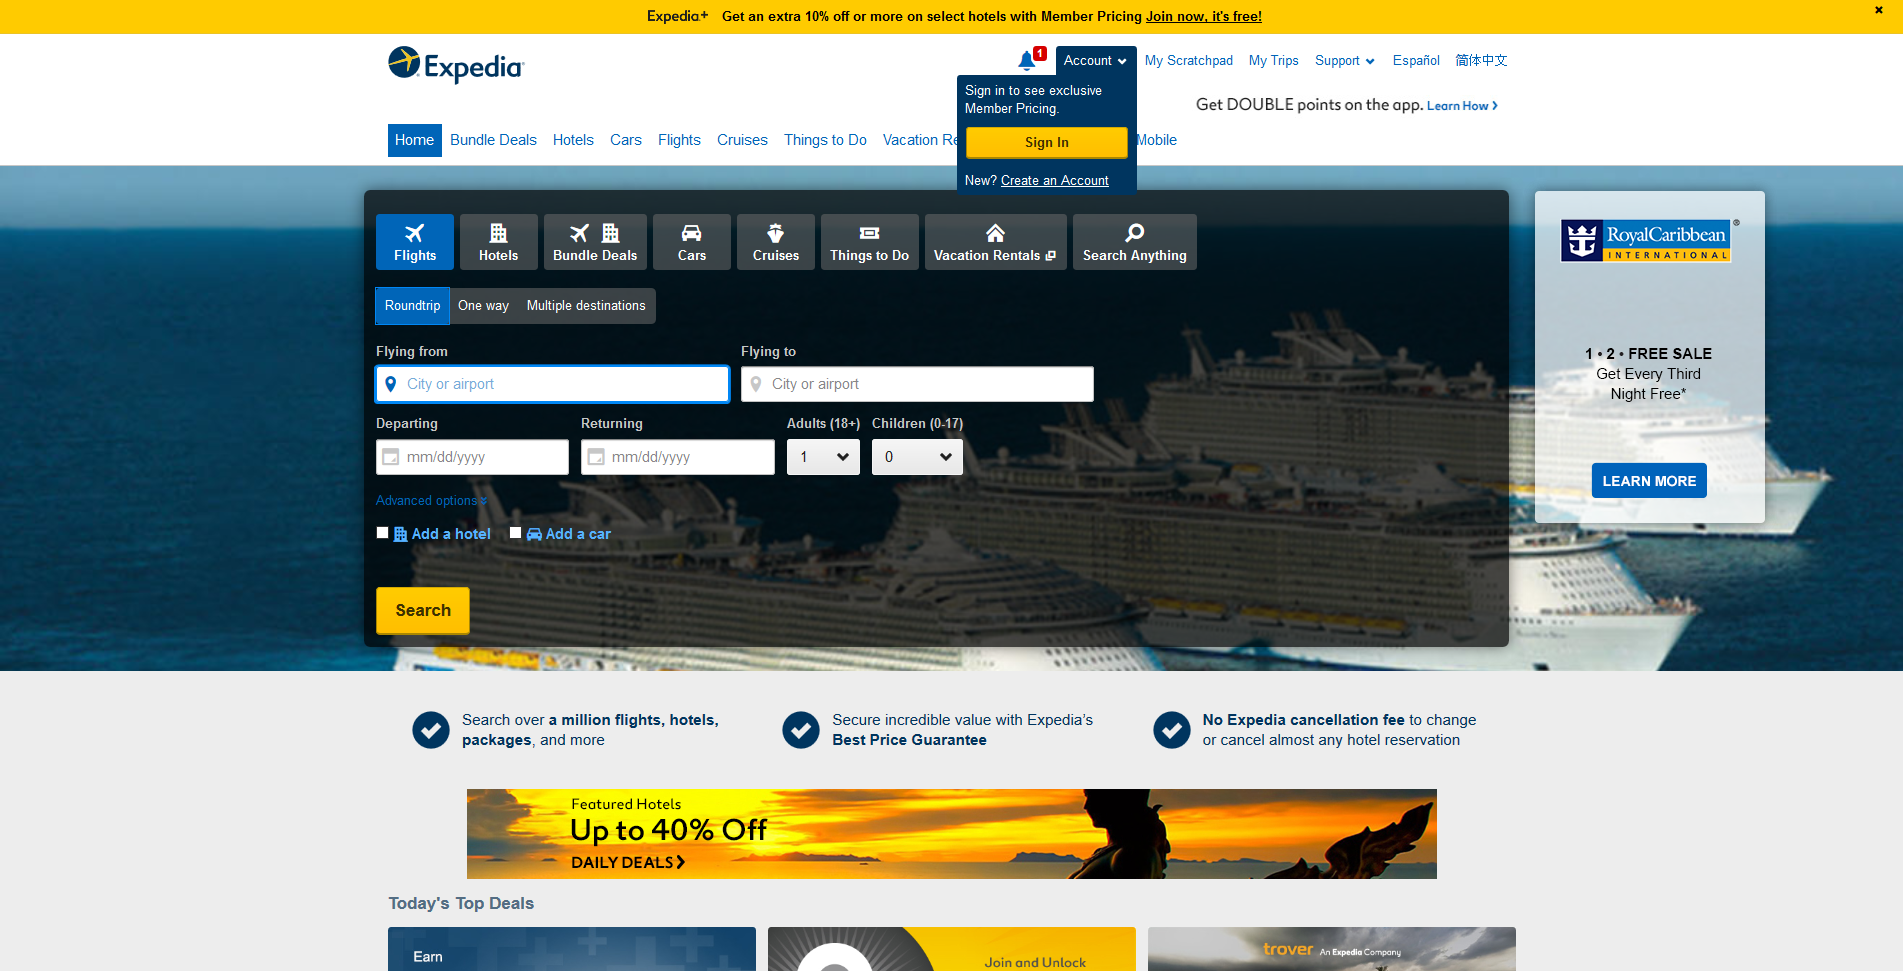 Expedia+ Get an extra 10% off or more on select hotels with Member Pricing Join now, it's free!
Expedia
1
Account
My Scratchpad
My Trips
Support
Español
简体中文
Sign in to see exclusive
Member Pricing.
Sign In
New? Create an Account
Get DOUBLE points on the app. Learn How
Home
Bundle Deals
Hotels
Cars
Flights
Cruises
Things to Do
Vacation Re
Mobile
Flights
Hotels
Bundle Deals
Cars
Cruises
Things to Do
Vacation Rentals
Search Anything
Roundtrip
One way
Multiple destinations
Flying from
Flying to
City or airport
City or airport
Departing
Returning
Adults (18+)
Children (0-17)
mm/dd/yyyy
mm/dd/yyyy
1
0
Advanced options
Add a hotel
Add a car
Search
RoyalCaribbean®
INTERNATIONAL
1 • 2 • FREE SALE
Get Every Third
Night Free*
LEARN MORE
Search over a million flights, hotels,
packages, and more
Secure incredible value with Expedia's
Best Price Guarantee
No Expedia cancellation fee to change
or cancel almost any hotel reservation
Featured Hotels
Up to 40% Off
DAILY DEALS
Today's Top Deals
Earn
Join and Unlock
trover An Expedia Company